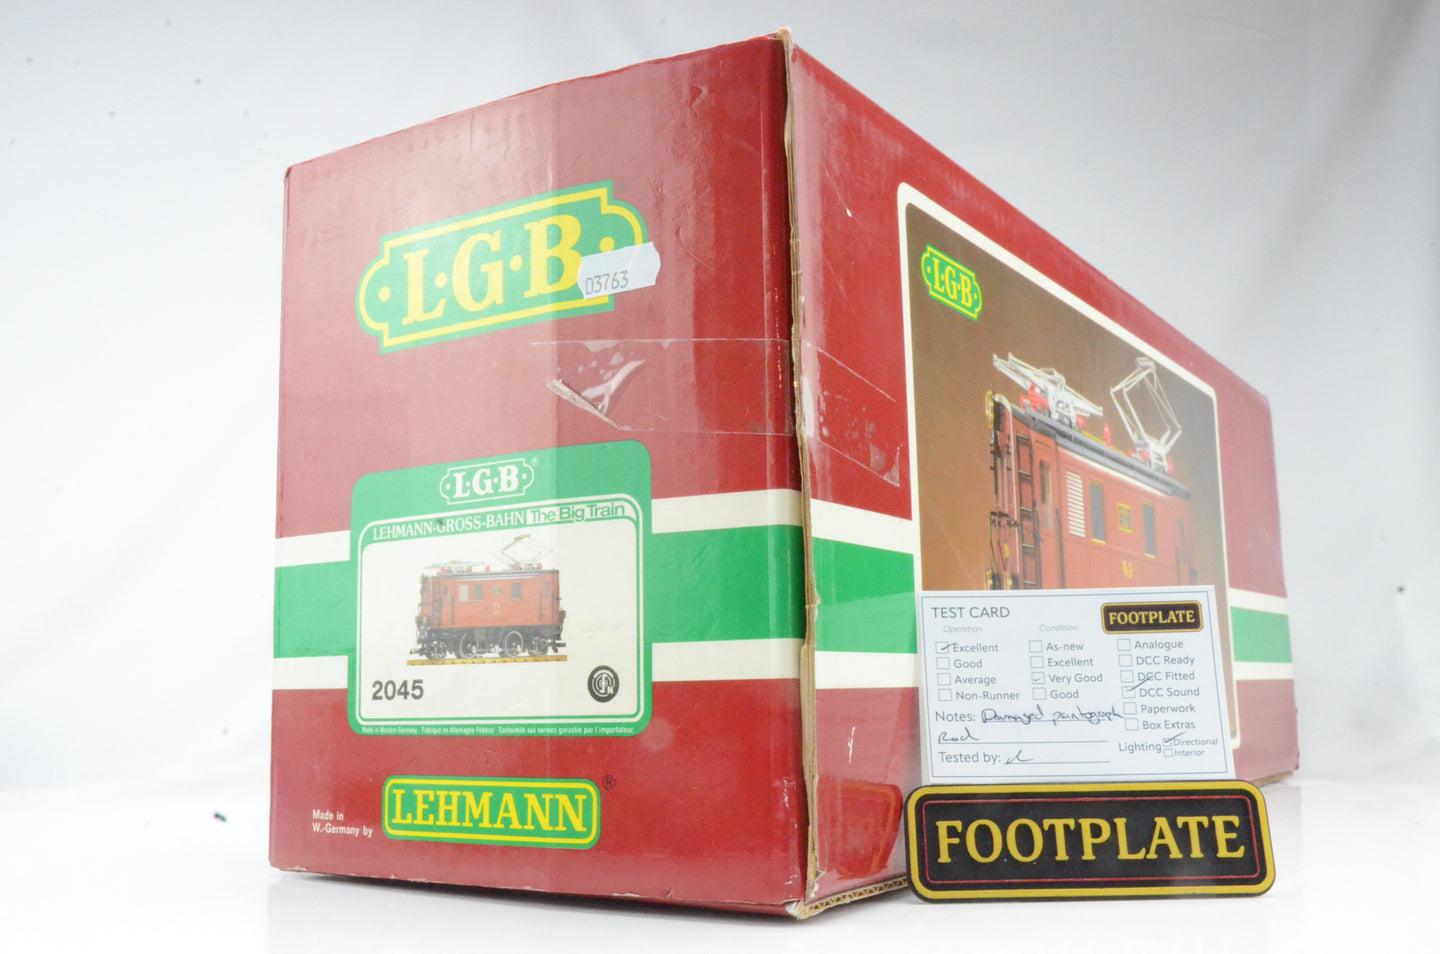 L·G·B
®
03763
L·G·B®
LEHMANN-GROSS-BAHN The Big Train
2045
Made in Western Germany · Fabriqué en Allemagne Fédéral · Conformite aux normes garantie par l'importateur
Made in
W.-Germany by
LEHMANN
®
L·G·B
TEST CARD
FOOTPLATE
Operation
Excellent
Good
Average
Non-Runner
Condition
As-new
Excellent
Very Good
Good
Analogue
DCC Ready
DCC Fitted
DCC Sound
Paperwork
Box Extras
Notes: Damaged pantograph
Rod
Lighting Directional
Interior
Tested by:
FOOTPLATE